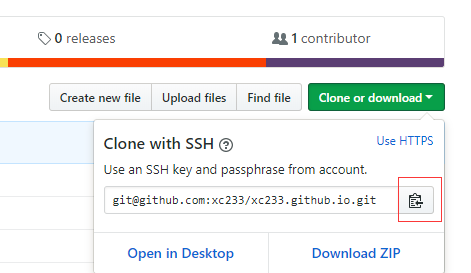 0 releases
1 contributor
Create new file
Upload files
Find file
Clone or download
Clone with SSH ?
Use HTTPS
Use an SSH key and passphrase from account.
git@github.com:xc233/xc233.github.io.git
Open in Desktop
Download ZIP